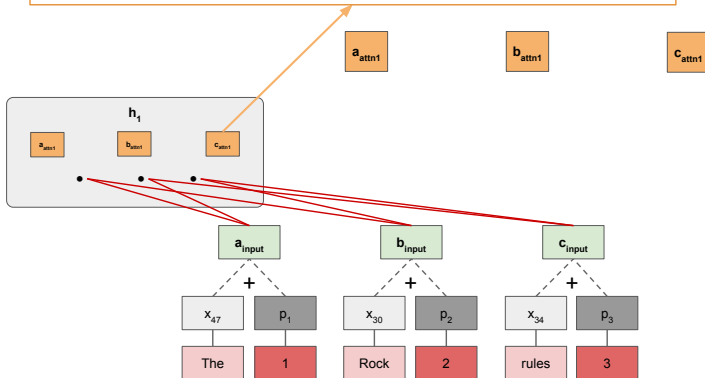 a_attn1 b_attn1 c_attn1
h_1
a_attn1 b_attn1 c_attn1
a_input b_input c_input
+ + +
x_47 p_1 x_30 p_2 x_34 p_3
The 1 Rock 2 rules 3